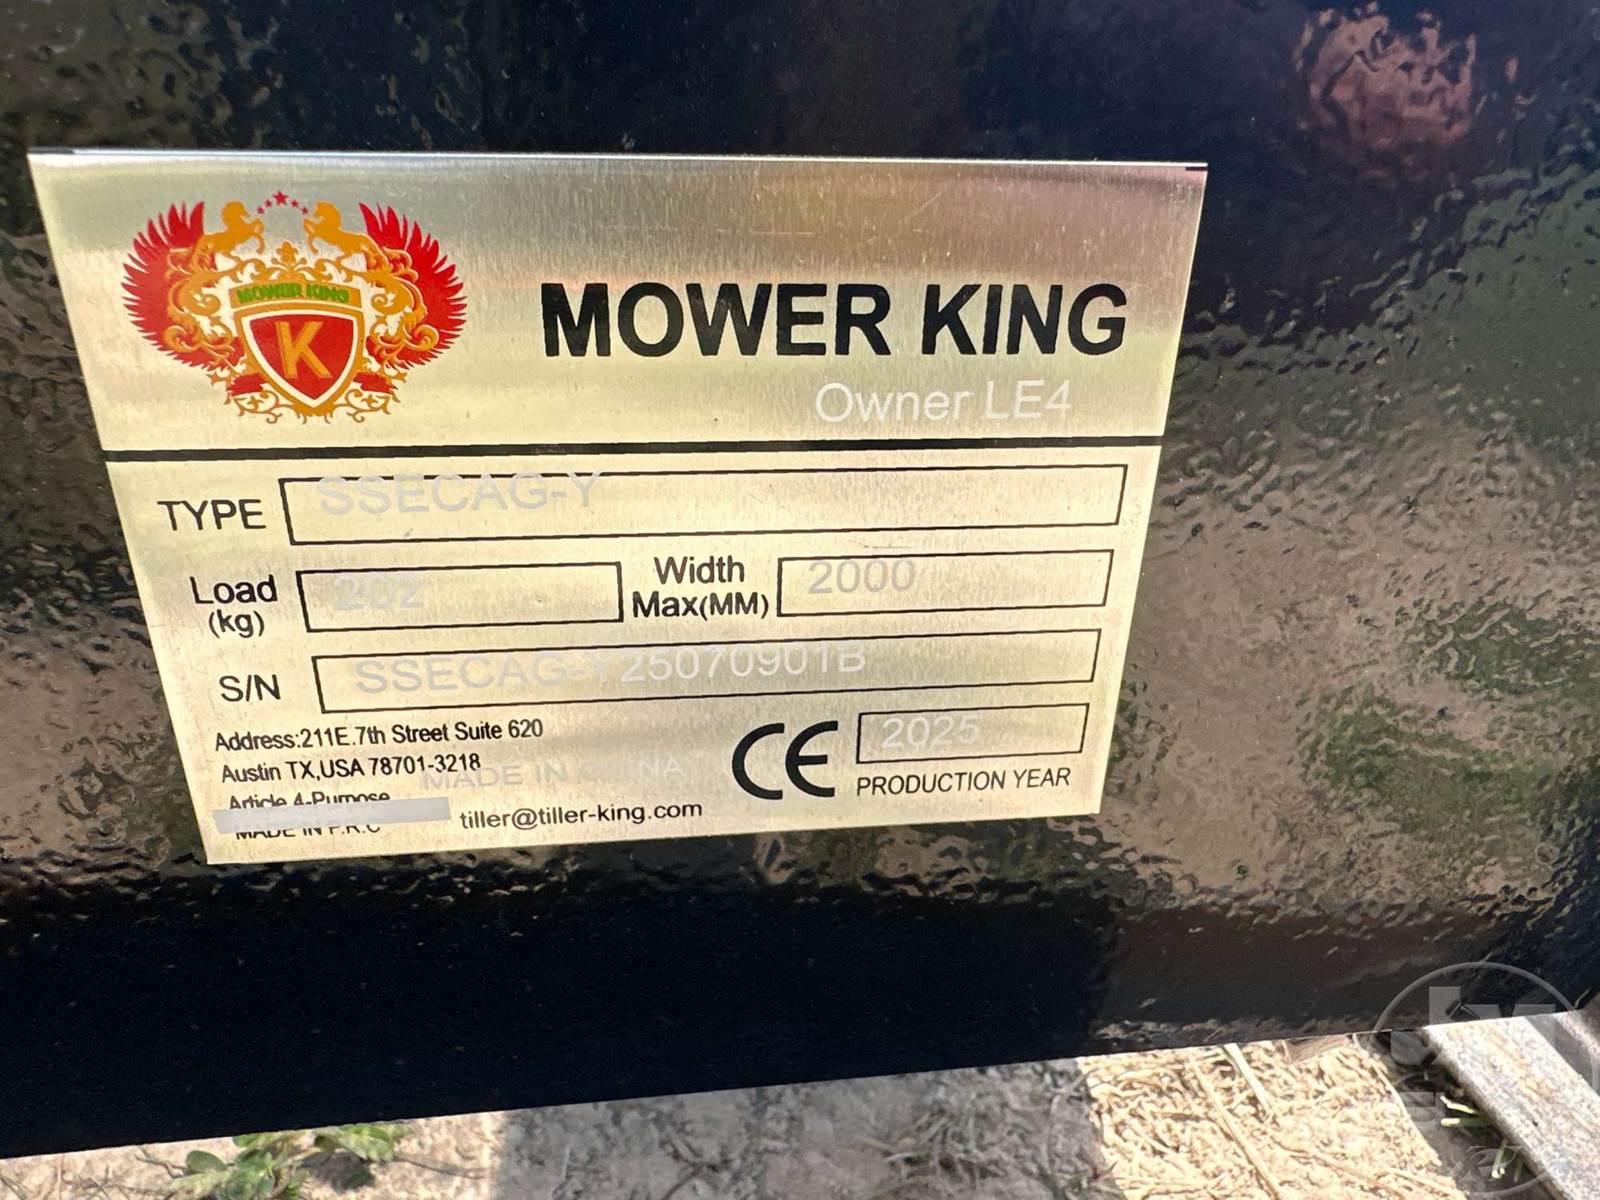 MOWER KING
K
MOWER KING
Owner LE4
TYPE SSECAG-Y
Load (kg) 202 Width Max(MM) 2000
S/N SSECAG-Y25070901B
Address:211E.7th Street Suite 620
Austin TX,USA 78701-3218
MADE IN CHINA
Article 4-Purpose
MADE IN P.R.C
tiller@tiller-king.com
CE
2025
PRODUCTION YEAR